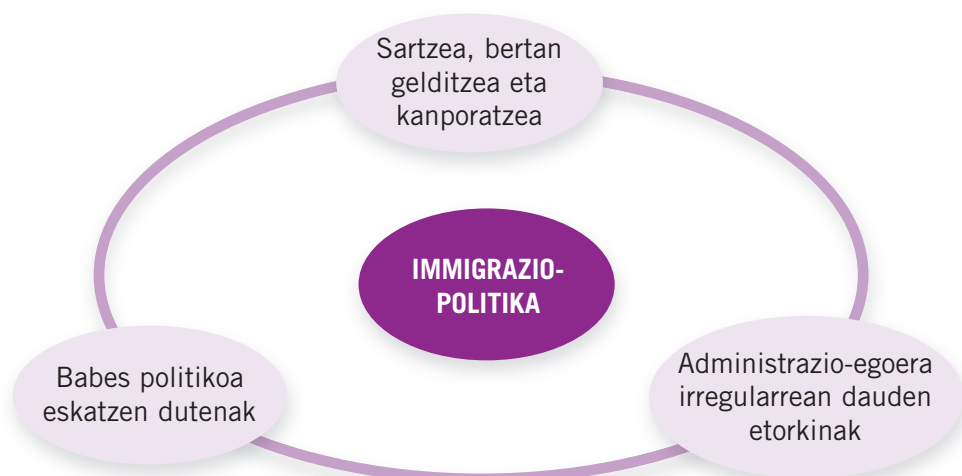 Sartzea, bertan
gelditzea eta
kanporatzea
IMMIGRAZIO-
POLITIKA
Babes politikoa
eskatzen dutenak
Administrazio-egoera
irregularrean dauden
etorkinak